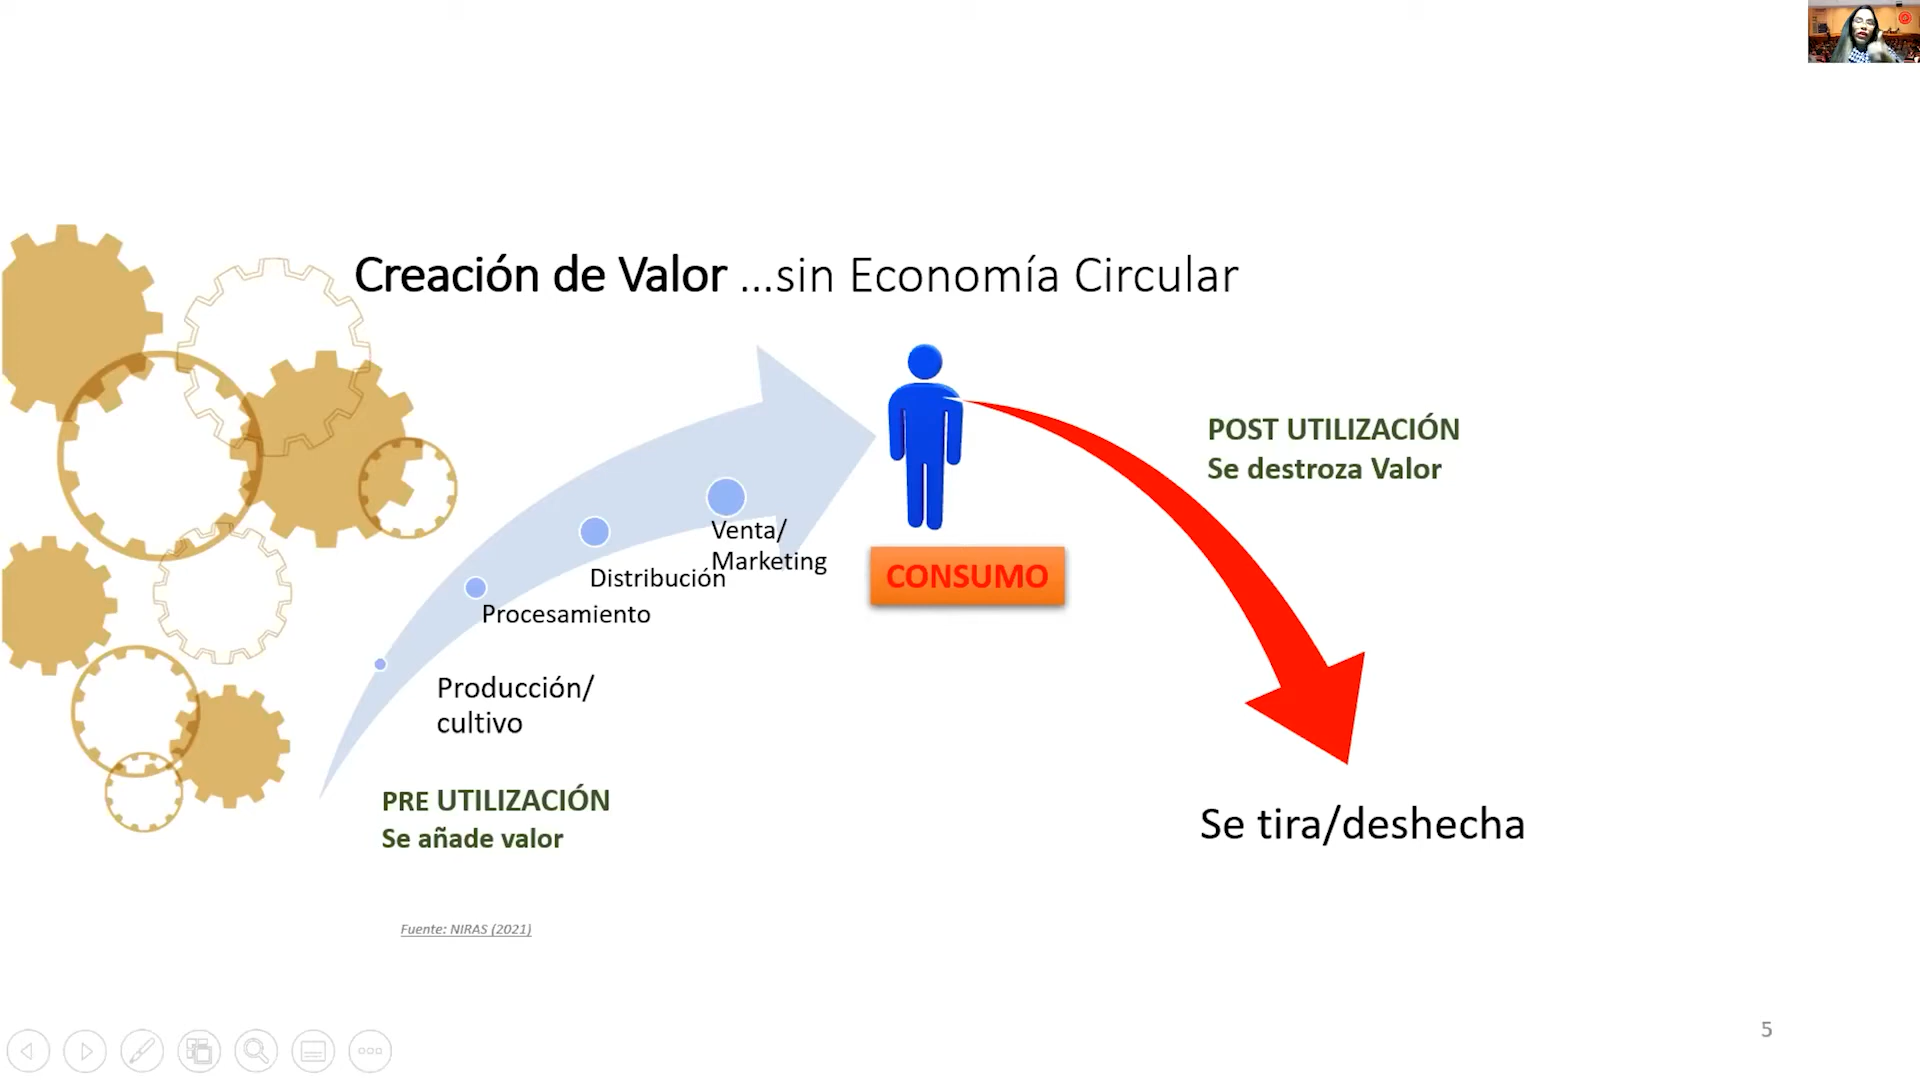 Creación de Valor ...sin Economía Circular
POST UTILIZACIÓN
Se destroza Valor
Venta/
Marketing
Distribución
CONSUMO
Procesamiento
Producción/
cultivo
PRE UTILIZACIÓN
Se añade valor
Se tira/deshecha
Fuente: NIRAS (2021)
5